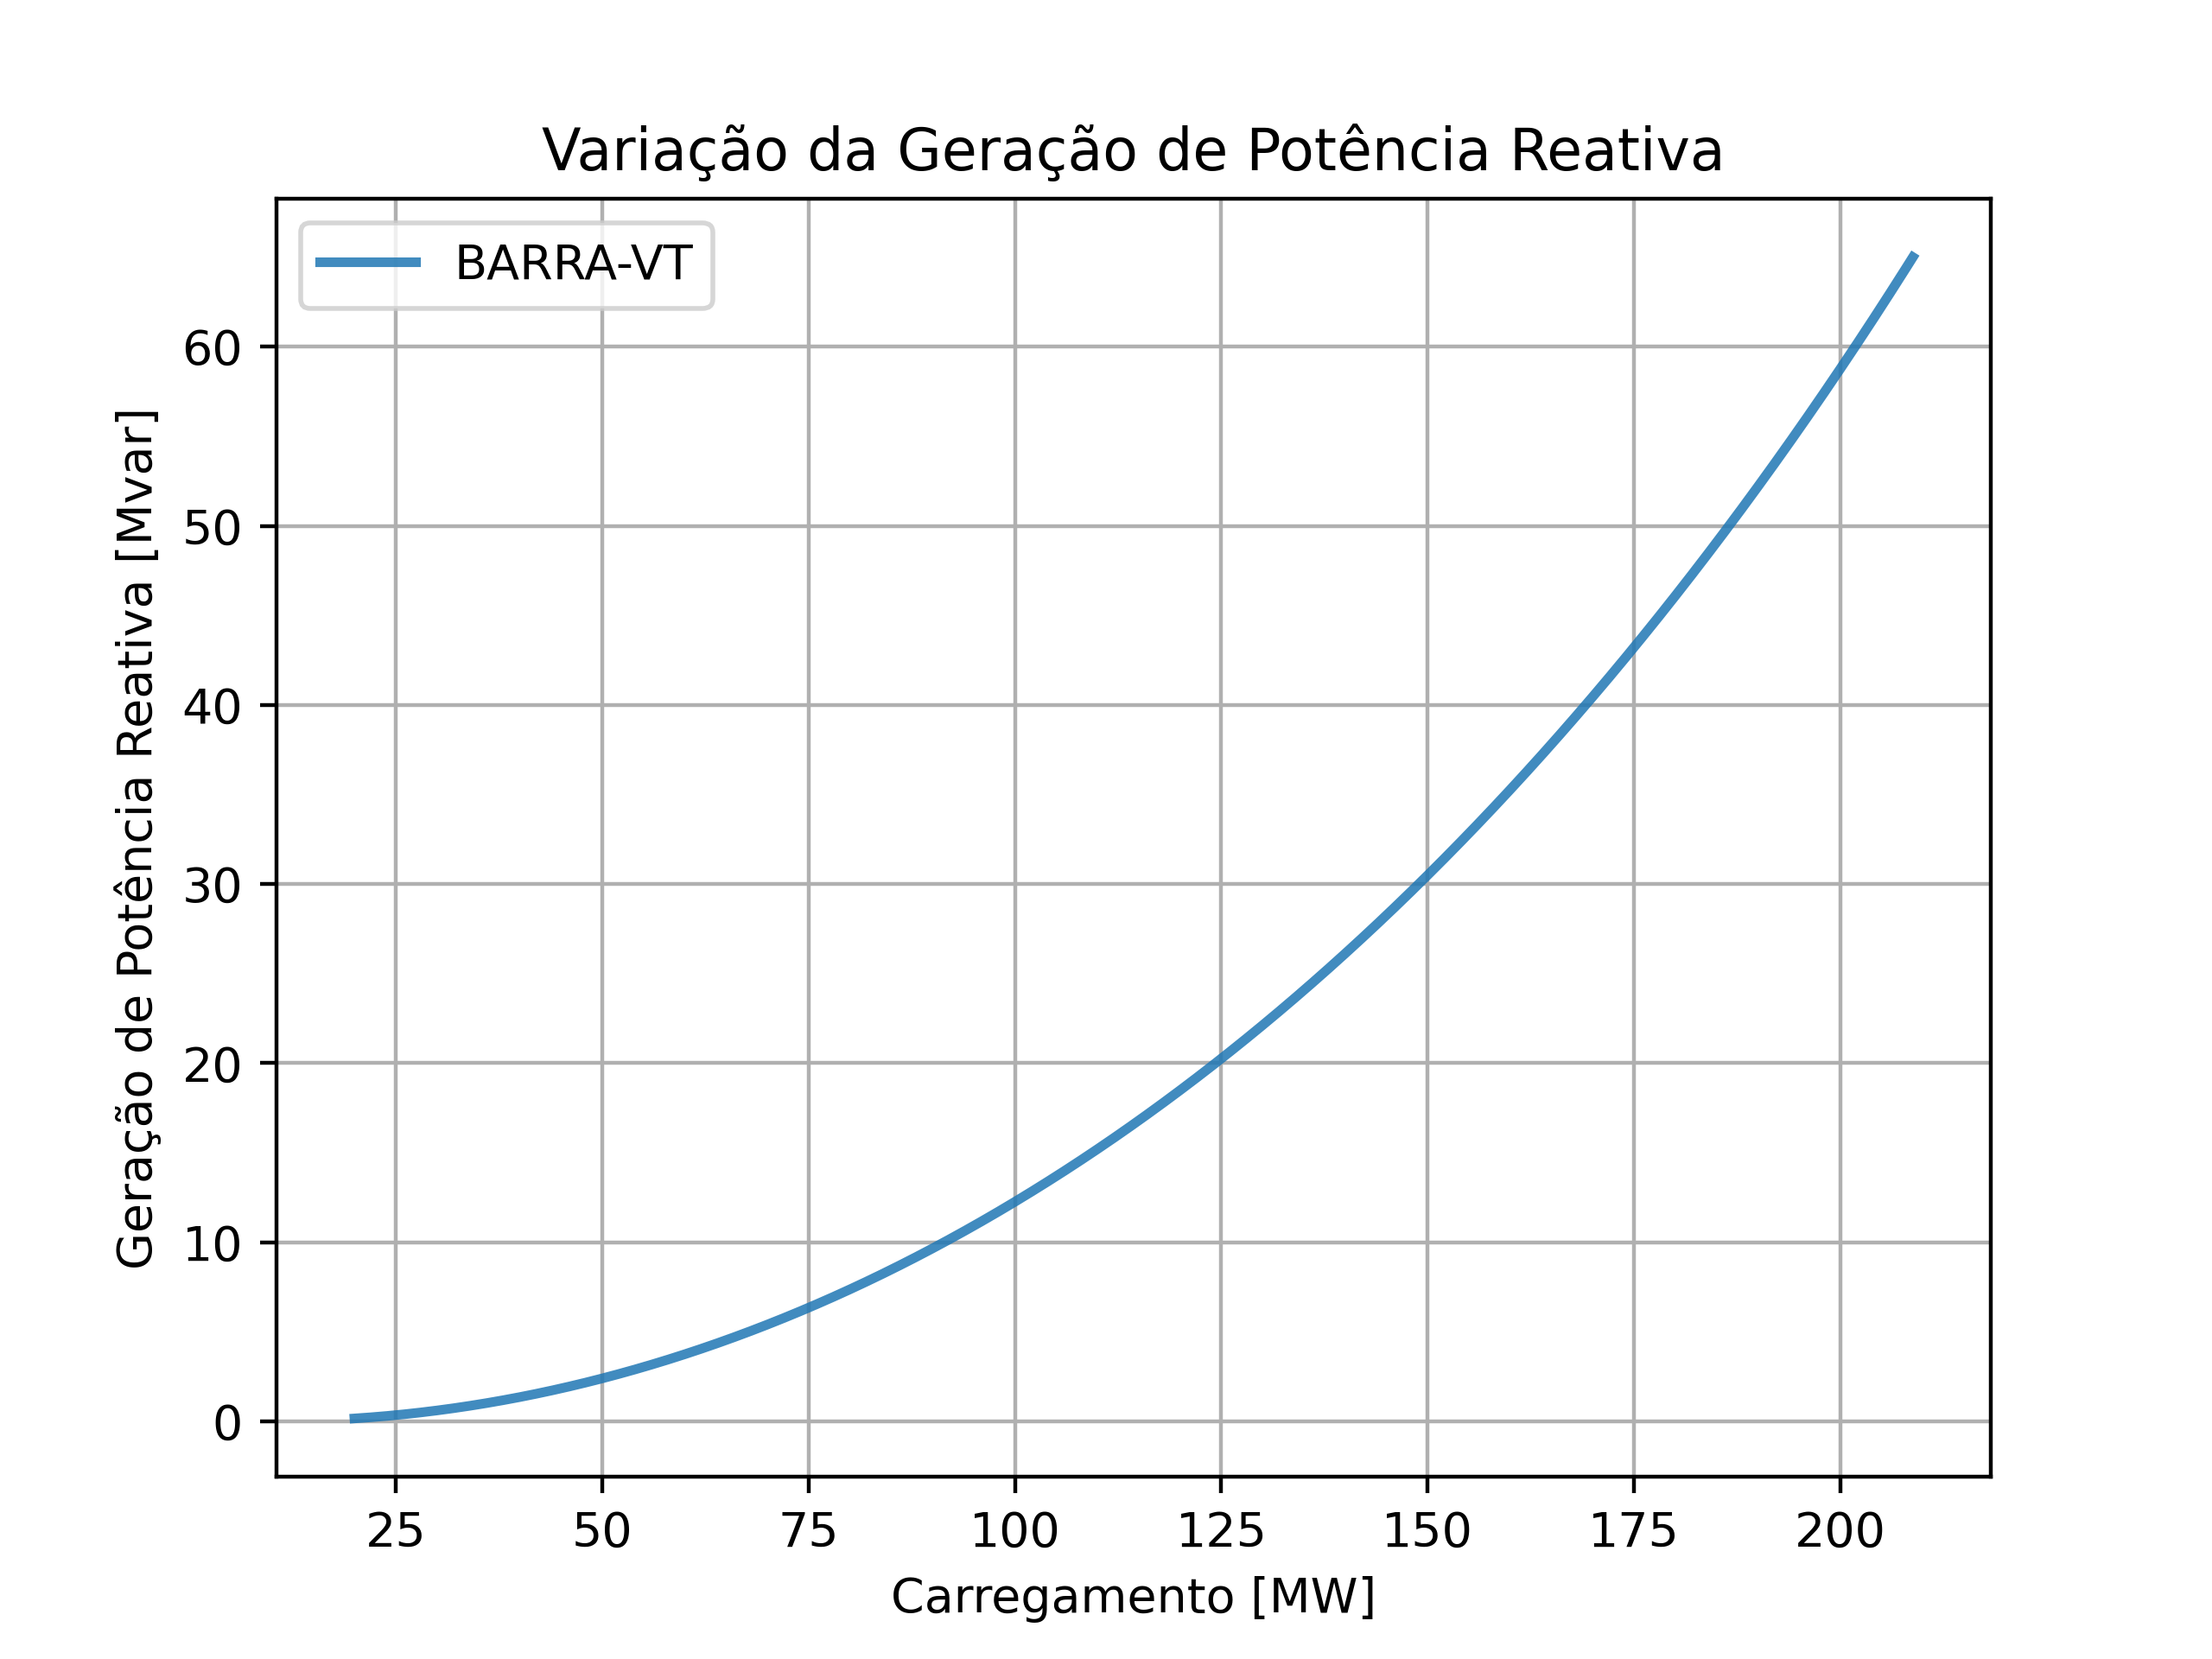 Variação da Geração de Potência Reativa
BARRA-VT
Geração de Potência Reativa [Mvar]
60
50
40
30
20
10
0
25 50 75 100 125 150 175 200
Carregamento [MW]